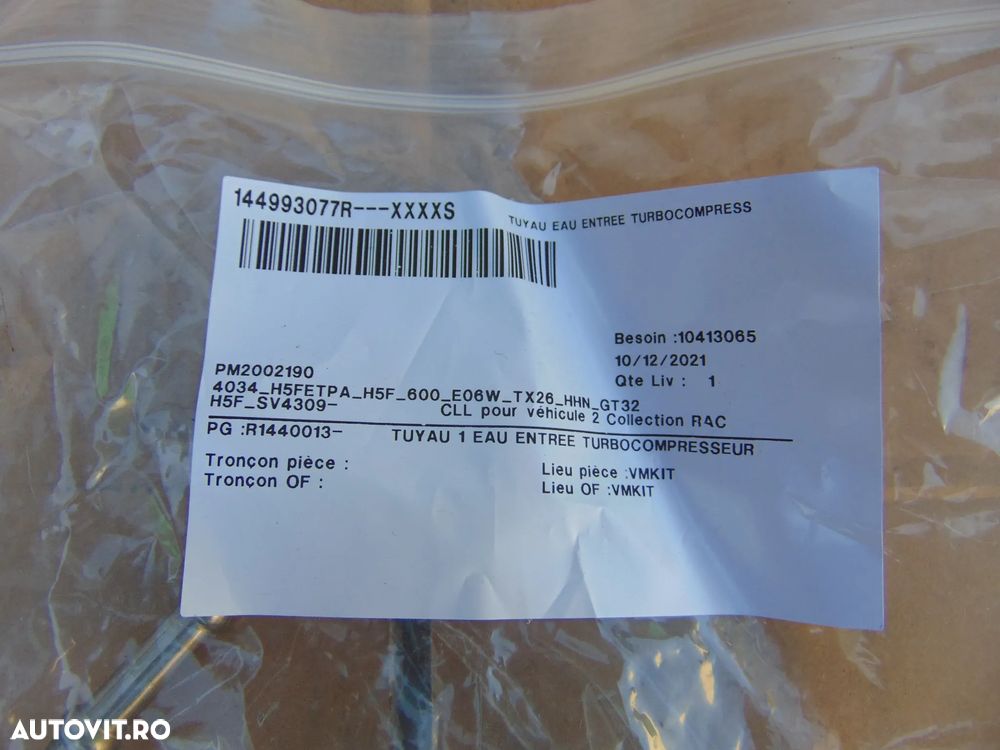 144993077R---XXXXS
TUYAU EAU ENTREE TURBOCOMPRESS
Besoin :10413065
10/12/2021
Qte Liv : 1
PM2002190
4034_H5FETPA_H5F_600_E06W_TX26_HHN_GT32
H5F_SV4309- CLL pour véhicule 2 Collection RAC
PG :R1440013- TUYAU 1 EAU ENTREE TURBOCOMPRESSEUR
Tronçon pièce :
Lieu pièce :VMKIT
Tronçon OF :
Lieu OF :VMKIT
AUTOVIT.RO